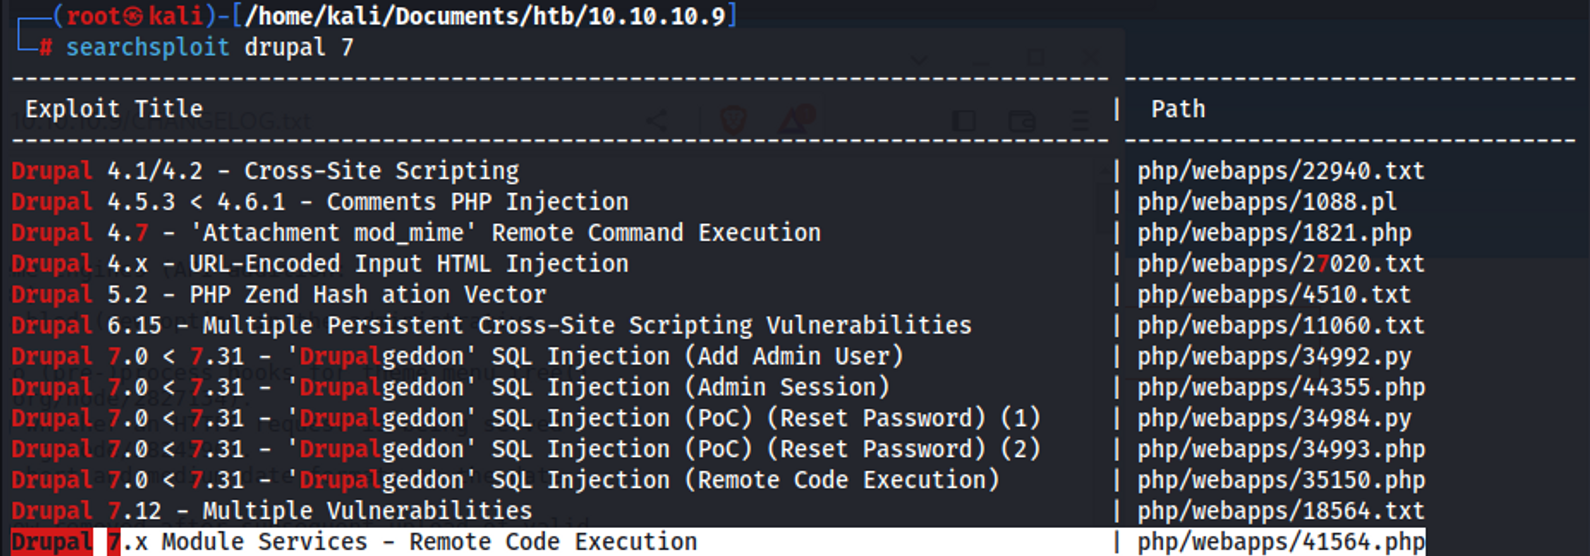 (root㉿kali)-[/home/kali/Documents/htb/10.10.10.9]
# searchsploit drupal 7
Exploit Title | Path
Drupal 4.1/4.2 - Cross-Site Scripting | php/webapps/22940.txt
Drupal 4.5.3 < 4.6.1 - Comments PHP Injection | php/webapps/1088.pl
Drupal 4.7 - 'Attachment mod_mime' Remote Command Execution | php/webapps/1821.php
Drupal 4.x - URL-Encoded Input HTML Injection | php/webapps/27020.txt
Drupal 5.2 - PHP Zend Hash ation Vector | php/webapps/4510.txt
Drupal 6.15 - Multiple Persistent Cross-Site Scripting Vulnerabilities | php/webapps/11060.txt
Drupal 7.0 < 7.31 - 'Drupalgeddon' SQL Injection (Add Admin User) | php/webapps/34992.py
Drupal 7.0 < 7.31 - 'Drupalgeddon' SQL Injection (Admin Session) | php/webapps/44355.php
Drupal 7.0 < 7.31 - 'Drupalgeddon' SQL Injection (PoC) (Reset Password) (1) | php/webapps/34984.py
Drupal 7.0 < 7.31 - 'Drupalgeddon' SQL Injection (PoC) (Reset Password) (2) | php/webapps/34993.php
Drupal 7.0 < 7.31 - 'Drupalgeddon' SQL Injection (Remote Code Execution) | php/webapps/35150.php
Drupal 7.12 - Multiple Vulnerabilities | php/webapps/18564.txt
Drupal 7.x Module Services - Remote Code Execution | php/webapps/41564.php